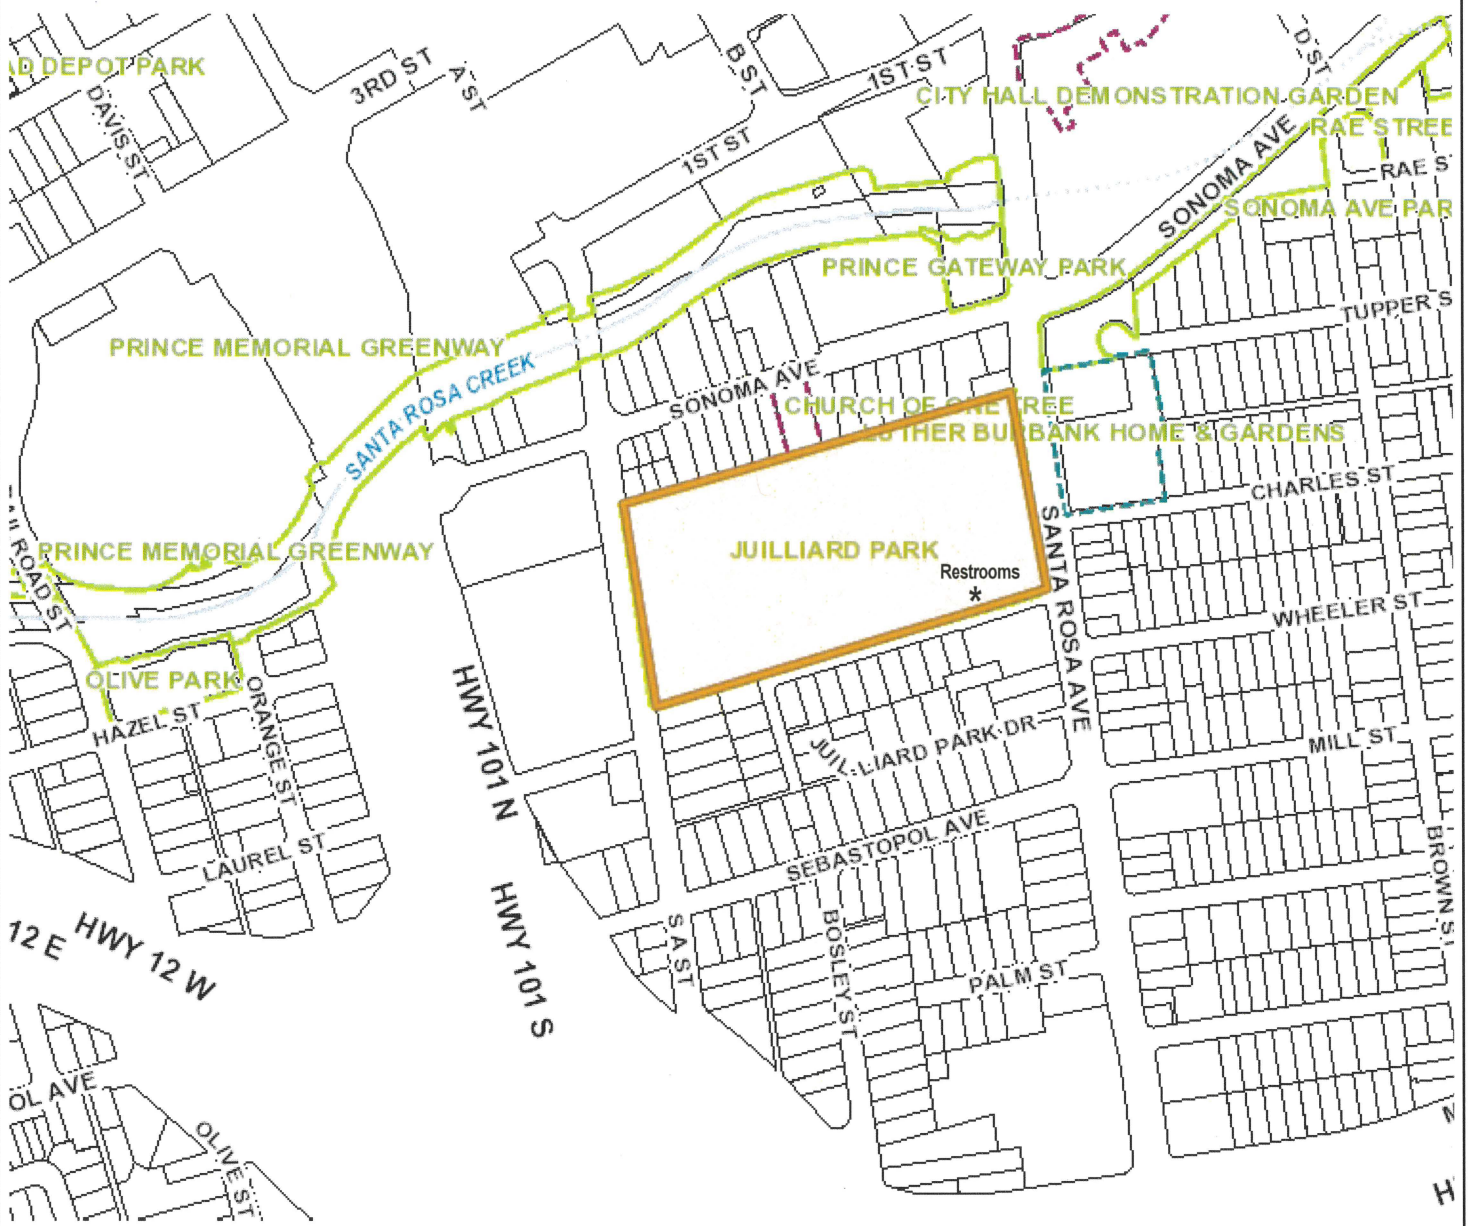 AD DEPOT PARK
DAVIS ST
3RD ST
A ST
B ST
1ST ST
D ST
CITY HALL DEMONSTRATION GARDEN
RAE STREE
1ST ST
SONOMA AVE
RAE S
SONOMA AVE PAR
PRINCE GATEWAY PARK
TUPPER S
PRINCE MEMORIAL GREENWAY
SANTA ROSA CREEK
SONOMA AVE
CHURCH OF ONE TREE
LUTHER BURBANK HOME & GARDENS
CHARLES ST
PRINCE MEMORIAL GREENWAY
JUILLIARD PARK
Restrooms
*
SANTA ROSA AVE
WHEELER ST
ROAD ST
OLIVE PARK
HAZEL ST
ORANGE ST
HWY 101 N
JUILLIARD PARK DR
MILL ST
LAUREL ST
SEBASTOPOL AVE
BROWN S
HWY 101 S
S A ST
BOSLEY ST
PALM ST
12 E
HWY 12 W
OL AVE
OLIVE ST
H